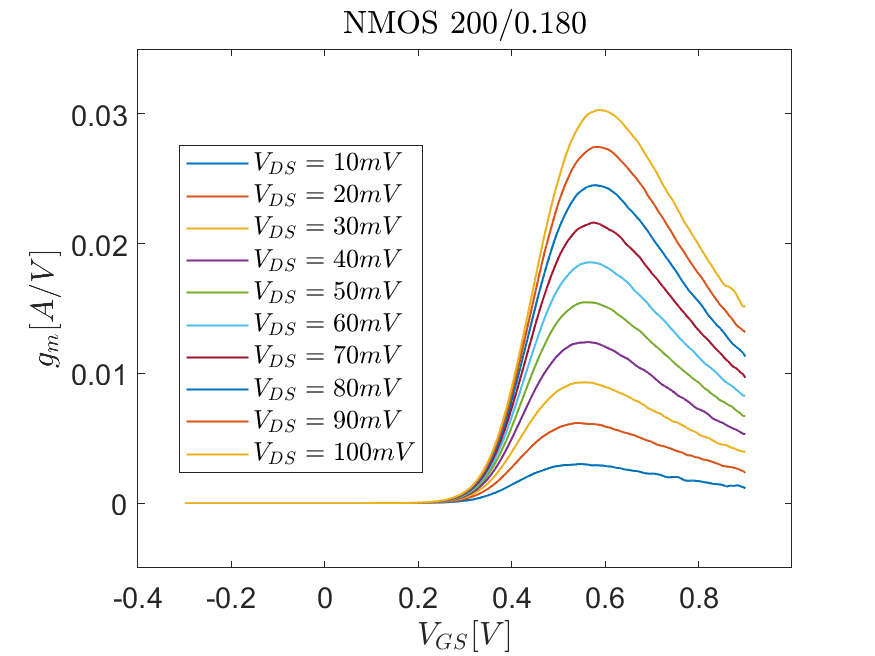 NMOS 200/0.180
0.03
0.02
0.01
0
g_m[A/V]
V_DS = 10mV
V_DS = 20mV
V_DS = 30mV
V_DS = 40mV
V_DS = 50mV
V_DS = 60mV
V_DS = 70mV
V_DS = 80mV
V_DS = 90mV
V_DS = 100mV
-0.4 -0.2 0 0.2 0.4 0.6 0.8
V_GS[V]